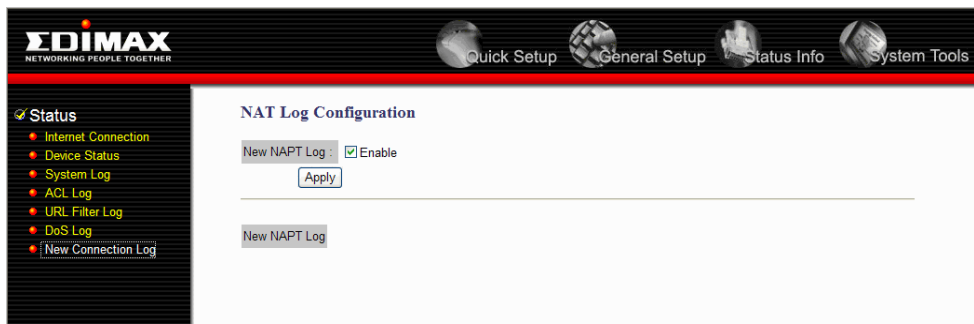 EDIMAX
NETWORKING PEOPLE TOGETHER
Quick Setup
General Setup
Status Info
System Tools
Status
Internet Connection
Device Status
System Log
ACL Log
URL Filter Log
DoS Log
New Connection Log
NAT Log Configuration
New NAPT Log : Enable
Apply
New NAPT Log